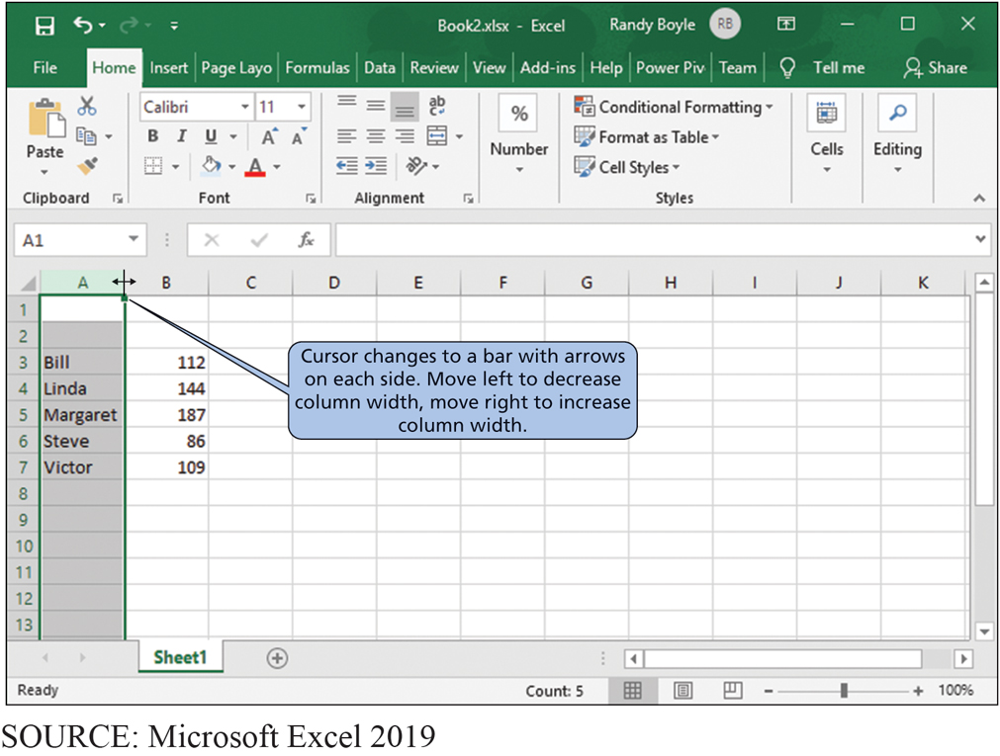 Book2.xlsx - Excel Randy Boyle RB
File Home Insert Page Layo Formulas Data Review View Add-ins Help Power Piv Team Tell me Share
Calibri 11 ab % Conditional Formatting
Paste B I U A A Number Format as Table Cells Editing
A Cell Styles
Clipboard Font Alignment Styles
A1 fx
A B C D E F G H I J K
1
2
3 Bill 112
4 Linda 144
5 Margaret 187
6 Steve 86
7 Victor 109
8
9
10
11
12
13
Cursor changes to a bar with arrows
on each side. Move left to decrease
column width, move right to increase
column width.
Sheet1
Ready Count: 5 - + 100%
SOURCE: Microsoft Excel 2019